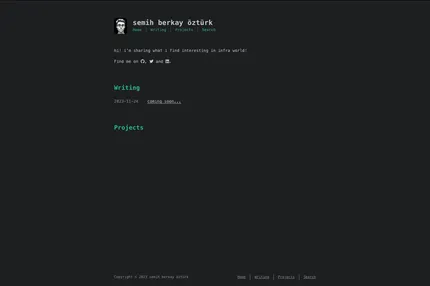 semih berkay öztürk
Home | Writing | Projects | Search
hi! i'm sharing what i find interesting in infra world!
Find me on , and .
Writing
2023-11-24 coming soon...
Projects
Copyright © 2023 semih berkay öztürk
Home | Writing | Projects | Search